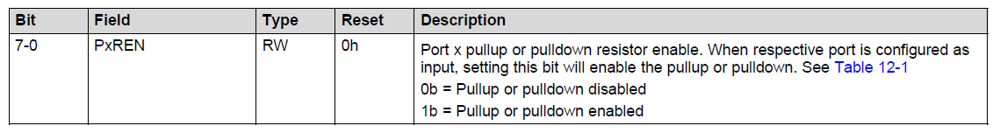 Bit Field Type Reset Description
7-0 PxREN RW 0h Port x pullup or pulldown resistor enable. When respective port is configured as
input, setting this bit will enable the pullup or pulldown. See Table 12-1
0b = Pullup or pulldown disabled
1b = Pullup or pulldown enabled